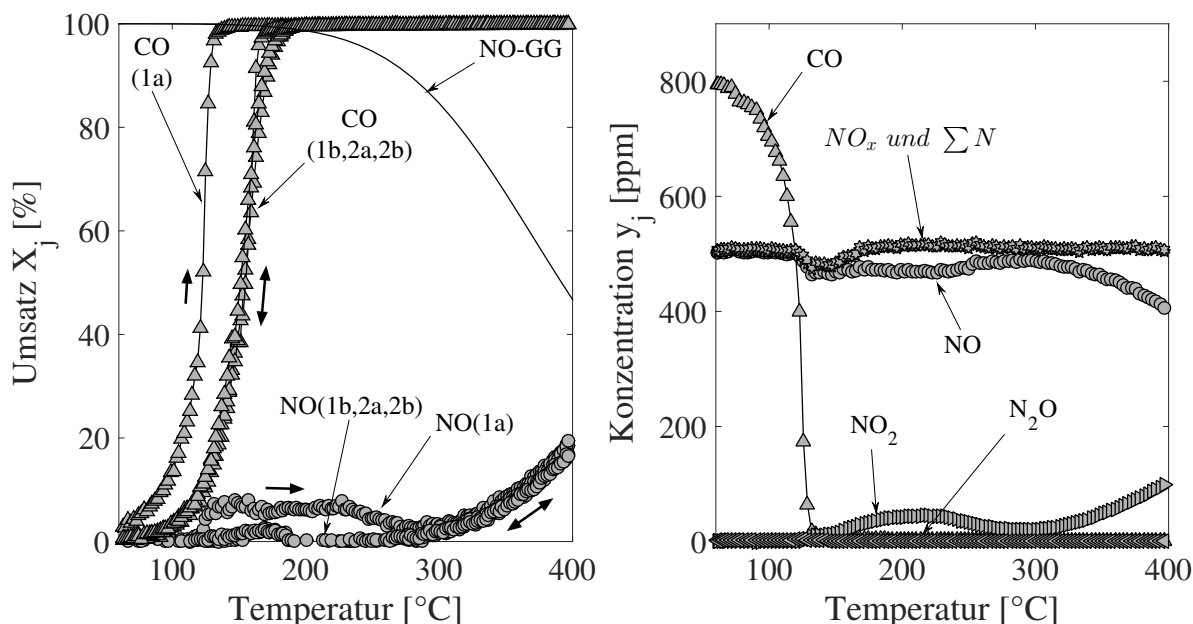 100
80
60
40
20
0
Umsatz X_j [%]
CO
(1a)
CO
(1b,2a,2b)
NO-GG
NO(1b,2a,2b)
NO(1a)
100
200
300
400
Temperatur [°C]
800
600
400
200
0
Konzentration y_j [ppm]
CO
NO_x und ∑ N
NO
NO_2
N_2O
100
200
300
400
Temperatur [°C]